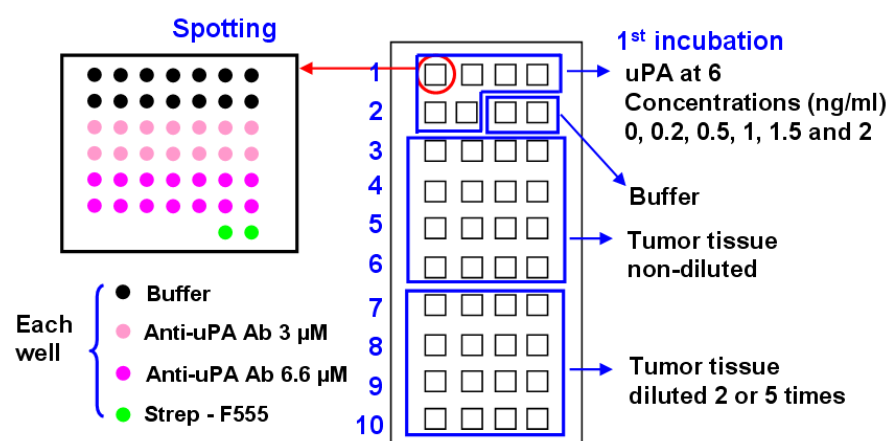 Spotting
1st incubation
uPA at 6
Concentrations (ng/ml)
0, 0.2, 0.5, 1, 1.5 and 2
1
2
3
4
5
6
7
8
9
10
Buffer
Tumor tissue
non-diluted
Tumor tissue
diluted 2 or 5 times
Each
well
Buffer
Anti-uPA Ab 3 µM
Anti-uPA Ab 6.6 µM
Strep - F555